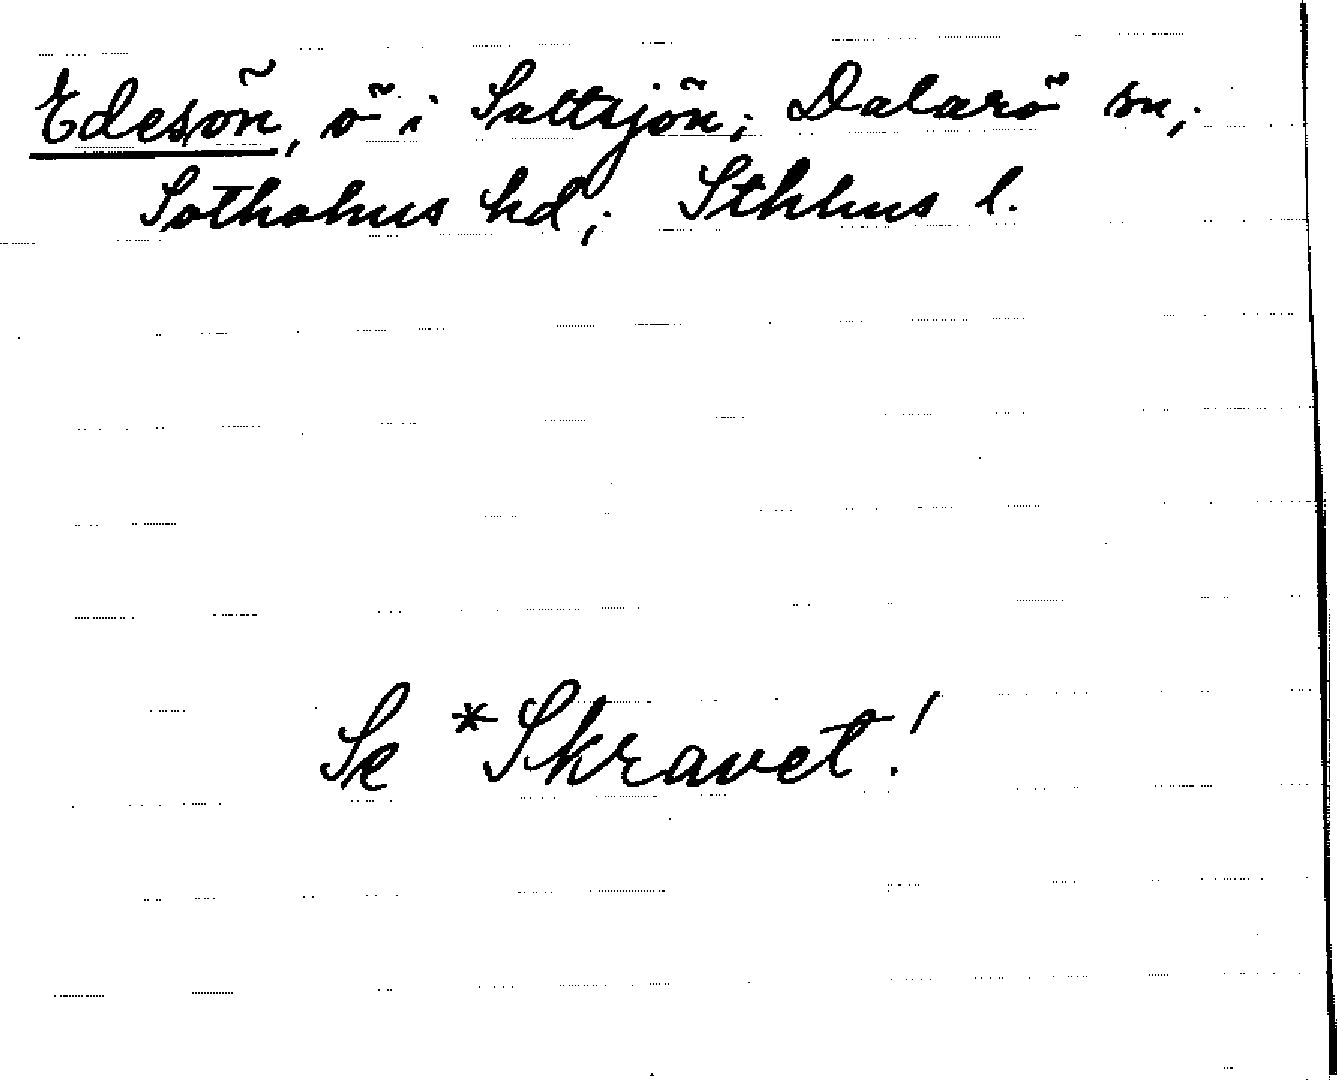 Edesön, ö i Saltsjön; Dalarö sn;
Sotholms hd; Sthlms l.
Se *Skravet!